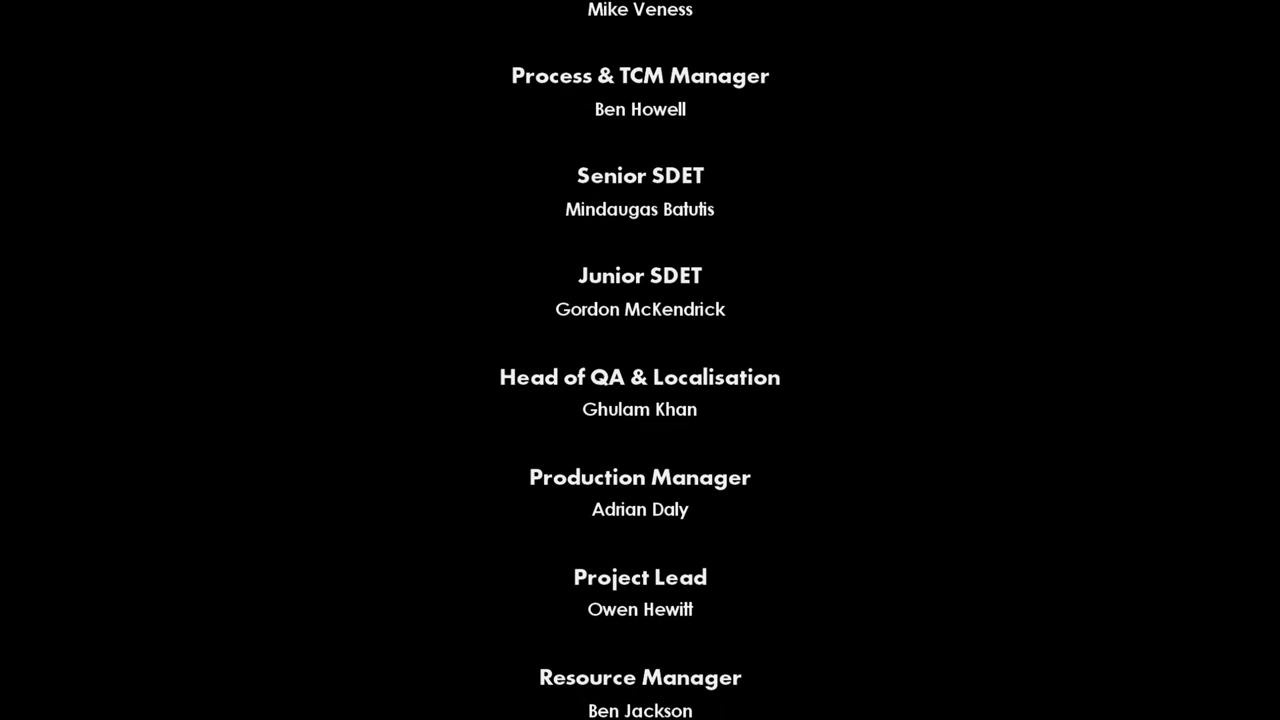 Mike Veness
Process & TCM Manager
Ben Howell
Senior SDET
Mindaugas Batutis
Junior SDET
Gordon McKendrick
Head of QA & Localisation
Ghulam Khan
Production Manager
Adrian Daly
Project Lead
Owen Hewitt
Resource Manager
Ben Jackson